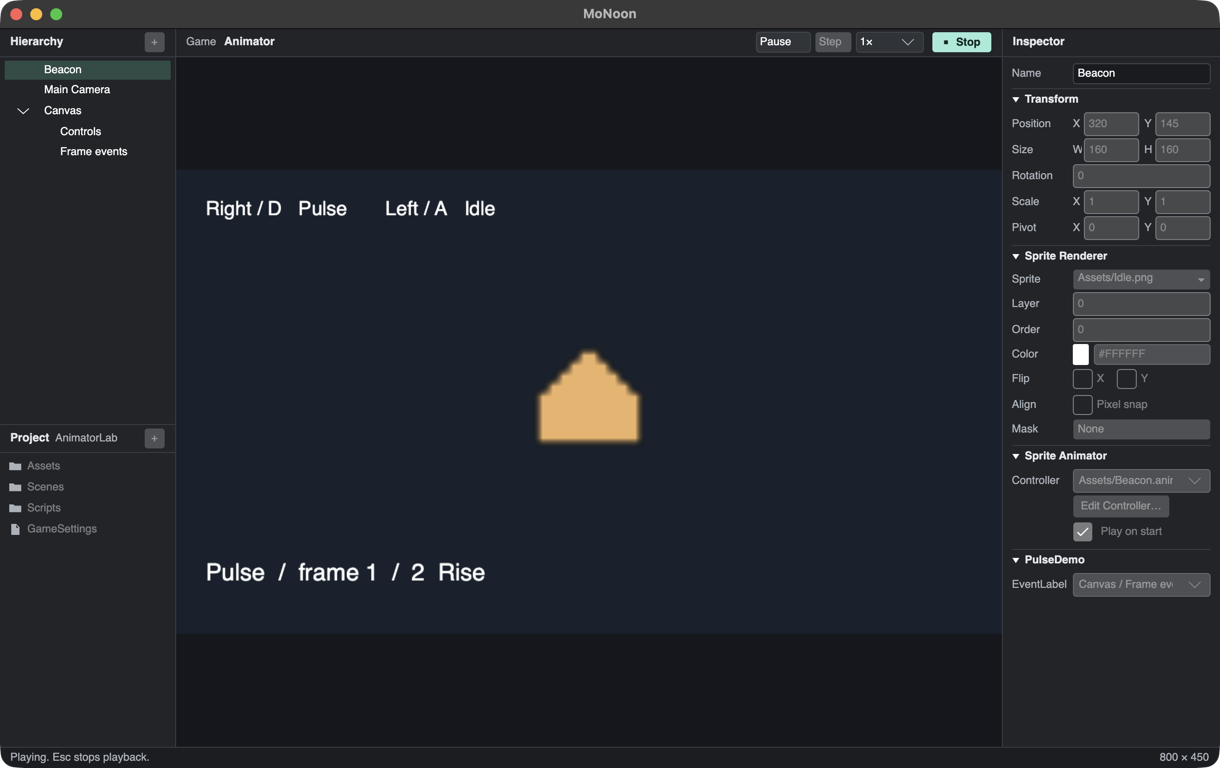 MoNoon
Hierarchy +
Beacon
Main Camera
Canvas
Controls
Frame events
Project AnimatorLab +
Assets
Scenes
Scripts
GameSettings
Game Animator Pause Step 1× Stop
Right / D Pulse Left / A Idle
Pulse / frame 1 / 2 Rise
Inspector
Name Beacon
Transform
Position X 320 Y 145
Size W 160 H 160
Rotation 0
Scale X 1 Y 1
Pivot X 0 Y 0
Sprite Renderer
Sprite Assets/Idle.png
Layer 0
Order 0
Color #FFFFFF
Flip X Y
Align Pixel snap
Mask None
Sprite Animator
Controller Assets/Beacon.anir
Edit Controller...
Play on start
PulseDemo
EventLabel Canvas / Frame ev
Playing. Esc stops playback. 800 × 450